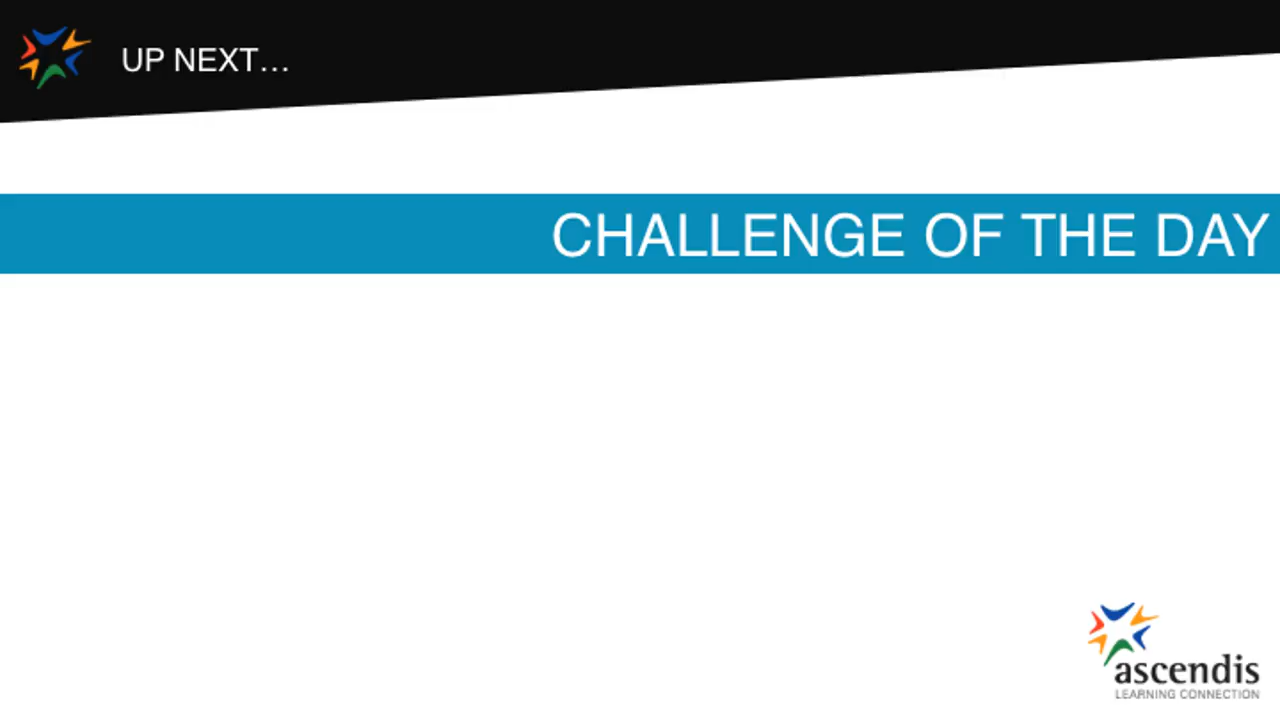 UP NEXT…
CHALLENGE OF THE DAY
ascendis
LEARNING CONNECTION